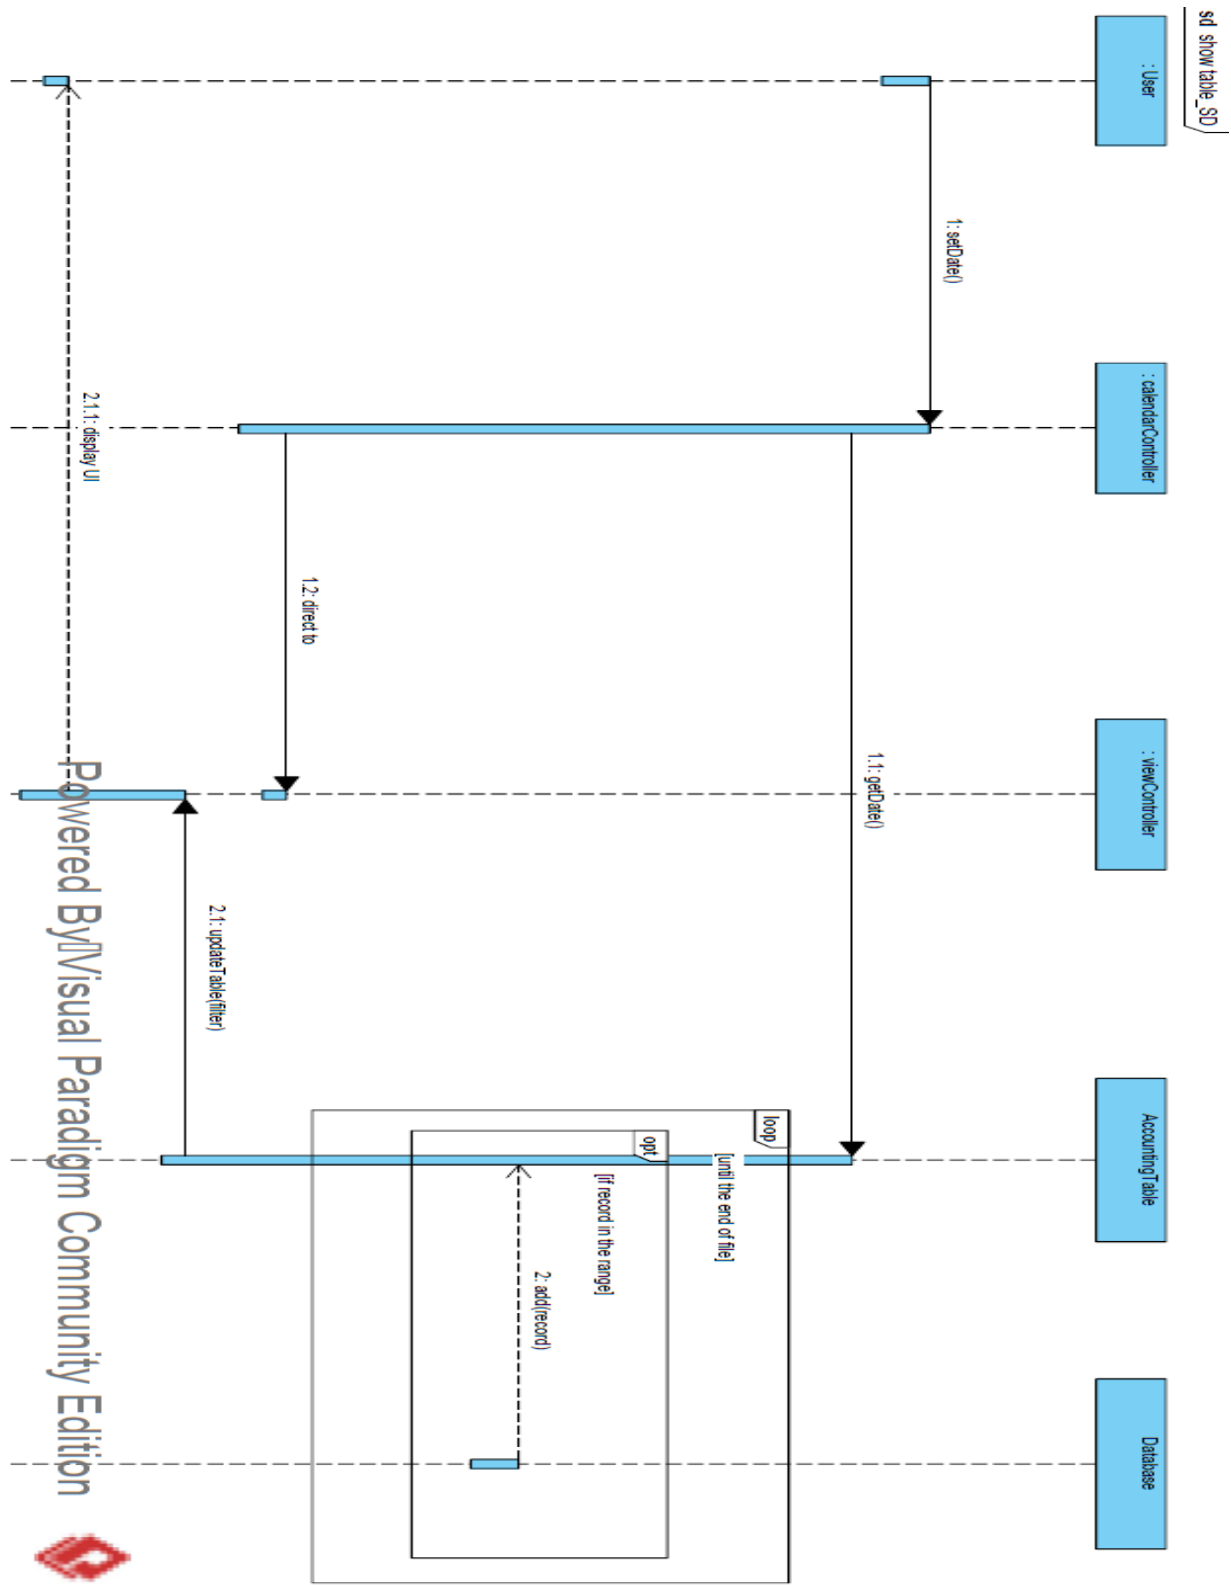 sd show table_SD
: User
: calendarController
: viewController
AccountingTable
Database
1: setDate()
1.1: getDate()
loop
[until the end of file]
opt
[if record in the range]
2: add(record)
1.2: direct to
2.1: updateTable(filter)
2.1.1: display UI
Powered By▯Visual Paradigm Community Edition